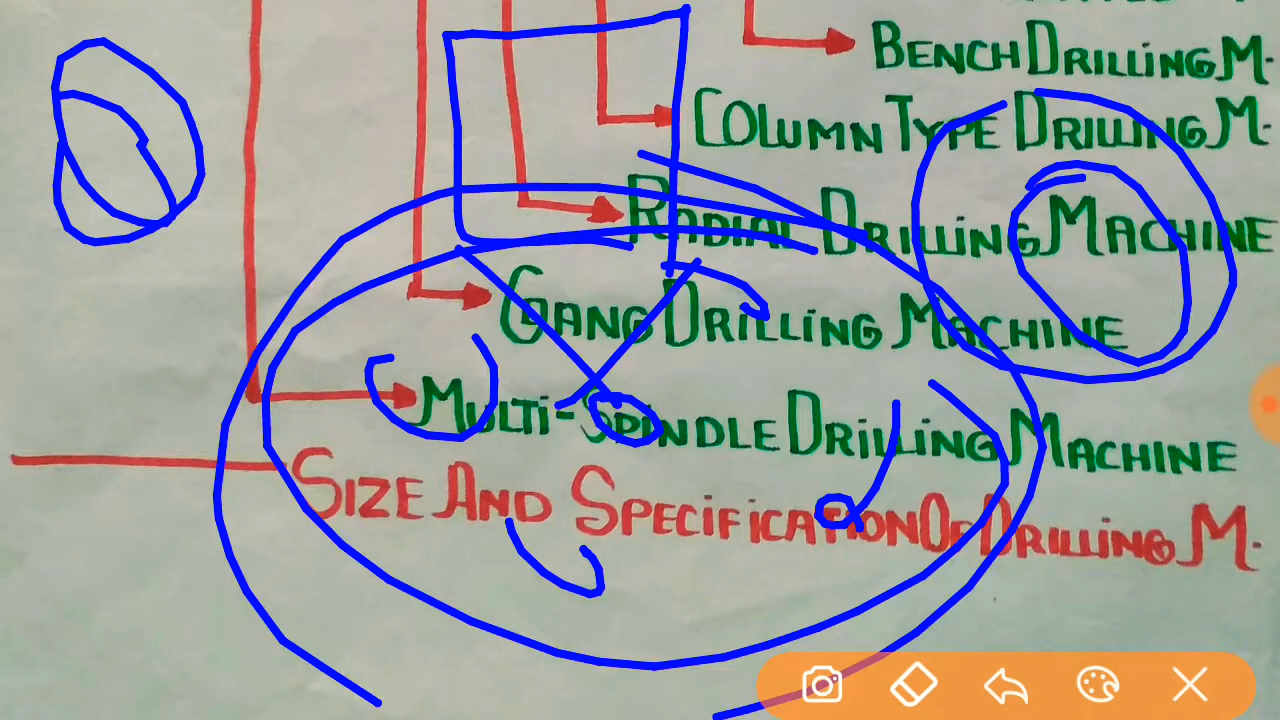 BENCH DRILLING M.
COLUMN TYPE DRILLING M.
RADIAL DRILLING MACHINE
GANG DRILLING MACHINE
MULTI-SPINDLE DRILLING MACHINE
SIZE AND SPECIFICATION OF DRILLING M.